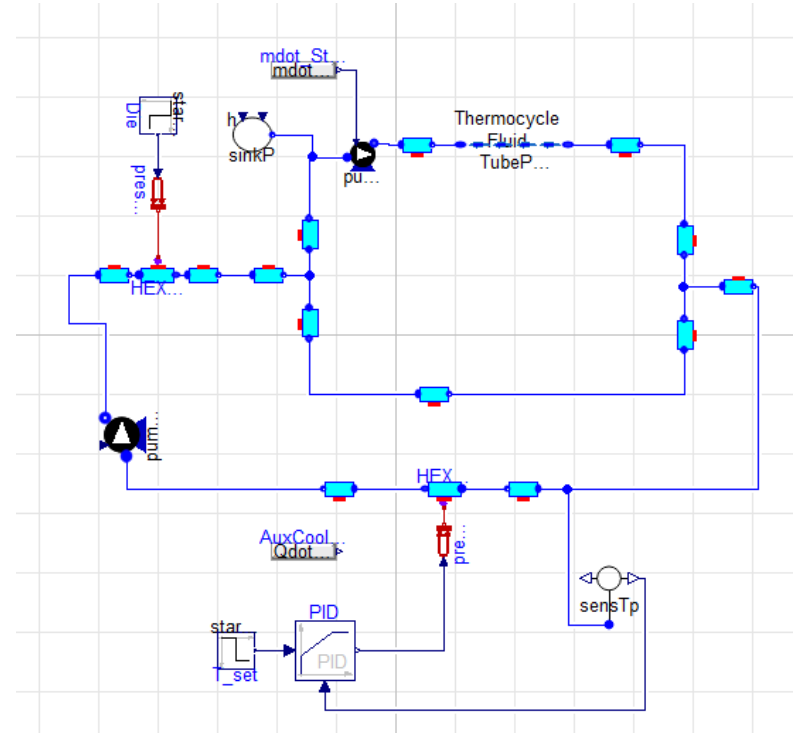 mdot_St...
mdot...
star
Die
h
sinkP
pu...
Thermocycle
Fluid
TubeP...
pres...
HEX...
pum...
HEX...
AuxCool...
Qdot...
pre...
sensTp
star
T_set
PID
PID